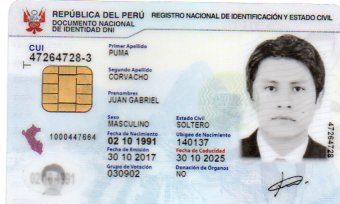 REPÚBLICA DEL PERÚ REGISTRO NACIONAL DE IDENTIFICACIÓN Y ESTADO CIVIL
DOCUMENTO NACIONAL
DE IDENTIDAD DNI
CUI
47264728-3
Primer Apellido
PUMA
Segundo Apellido
CORVACHO
Prenombres
JUAN GABRIEL
Sexo Estado Civil
MASCULINO SOLTERO
Fecha de Nacimiento Ubigeo de Nacimiento
02 10 1991 140137
Fecha de Emisión Fecha de Caducidad
30 10 2017 30 10 2025
Grupo de Votación Donación de Órganos
030902 NO
1000447664
47264728